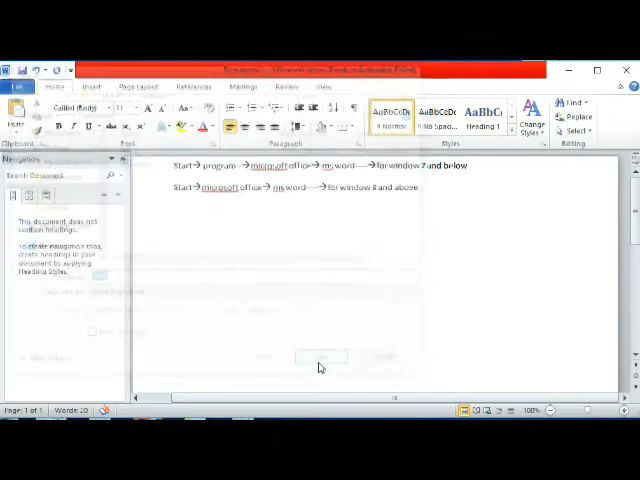 File Home Insert Page Layout References Mailings Review View
Calibri (Body) 11
Paste
Clipboard Font Paragraph
AaBbCcDc AaBbCcDc AaBbCc
¶ Normal ¶ No Spaci... Heading 1
Change
Styles
Styles
Find
Replace
Select
Editing
Navigation
Search Document
This document does not
contain headings.
To create navigation tabs,
create headings in your
document by applying
Heading Styles.
Start→ program →microsoft office→ ms word----→for window 7 and below
Start→microsoft office→ ms word----→for window 8 and above
Page: 1 of 1 Words: 20 100%